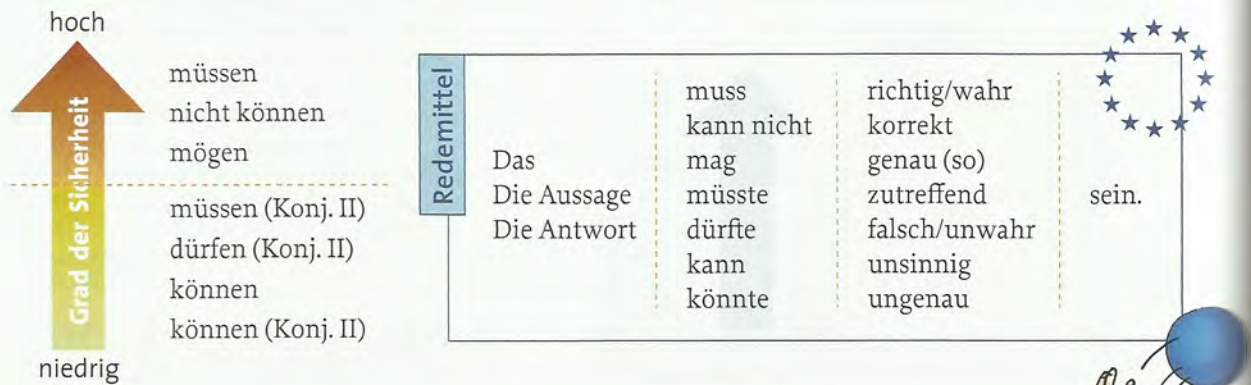 hoch
Grad der Sicherheit
müssen
nicht können
mögen
müssen (Konj. II)
dürfen (Konj. II)
können
können (Konj. II)
niedrig
Redemittel
Das
Die Aussage
Die Antwort
muss
kann nicht
mag
müsste
dürfte
kann
könnte
richtig/wahr
korrekt
genau (so)
zutreffend
falsch/unwahr
unsinnig
ungenau
sein.